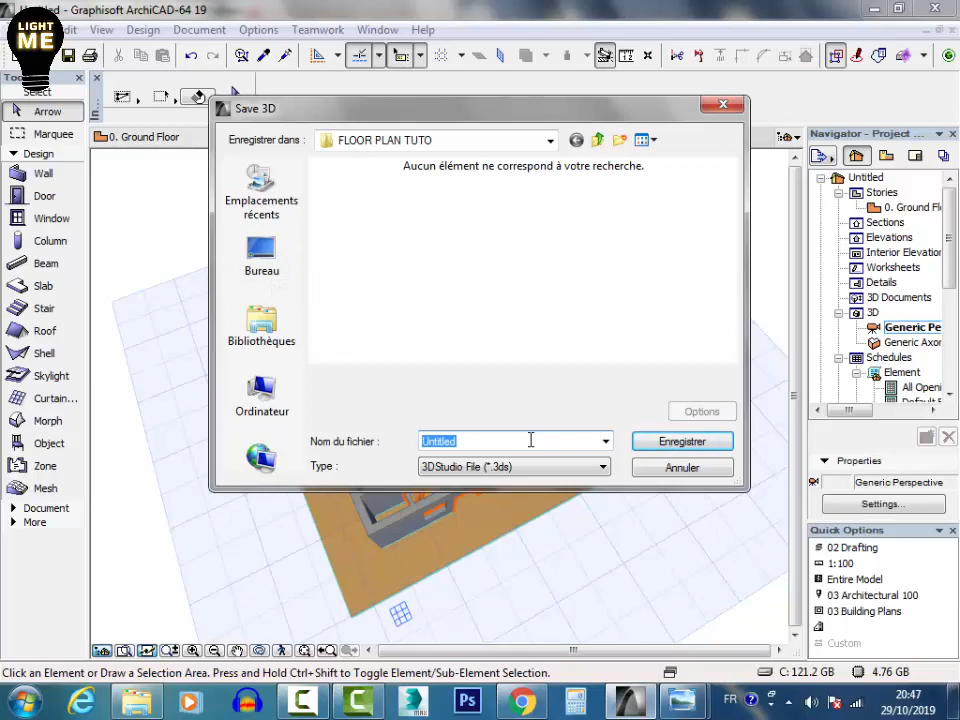 Untitled - Graphisoft ArchiCAD-64 19
LIGHT
ME
View
Design
Document
Options
Teamwork
Window
Help
Select
Arrow
Marquee
Design
Wall
Door
Window
Column
Beam
Slab
Stair
Roof
Shell
Skylight
Curtain...
Morph
Object
Zone
Mesh
Document
More
0. Ground Floor
Save 3D
Enregistrer dans :
FLOOR PLAN TUTO
Aucun élément ne correspond à votre recherche.
Emplacements
récents
Bureau
Bibliothèques
Ordinateur
Options
Nom du fichier :
Untitled
Enregistrer
Type :
3DStudio File (*.3ds)
Annuler
Navigator - Project ...
Untitled
Stories
0. Ground Fl
Sections
Elevations
Interior Elevation
Worksheets
Details
3D Documents
3D
Generic Pe
Generic Axon
Schedules
Element
All Openi
Properties
Generic Perspective
Settings...
Quick Options
02 Drafting
1:100
Entire Model
03 Architectural 100
03 Building Plans
Custom
Click an Element or Draw a Selection Area. Press and Hold Ctrl+Shift to Toggle Element/Sub-Element Selection.
C: 121.2 GB
4.76 GB
Ps
FR
20:47
29/10/2019